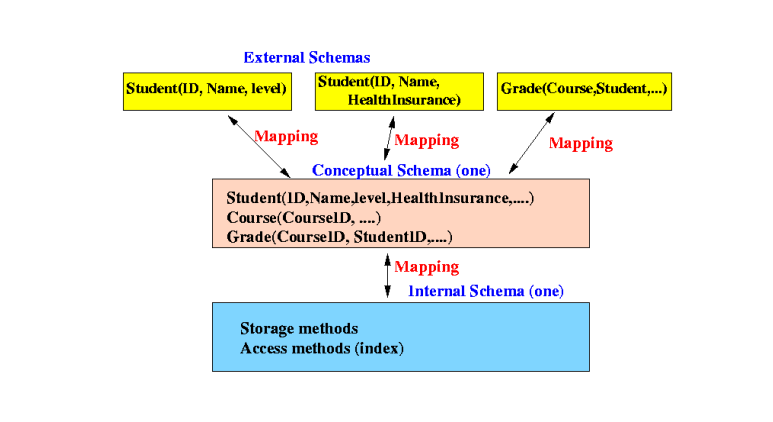 External Schemas
Student(ID, Name, level)
Student(ID, Name,
HealthInsurance)
Grade(Course,Student,...)
Mapping
Mapping
Mapping
Conceptual Schema (one)
Student(ID,Name,level,HealthInsurance,....)
Course(CourseID, ....)
Grade(CourseID, StudentID,....)
Mapping
Internal Schema (one)
Storage methods
Access methods (index)